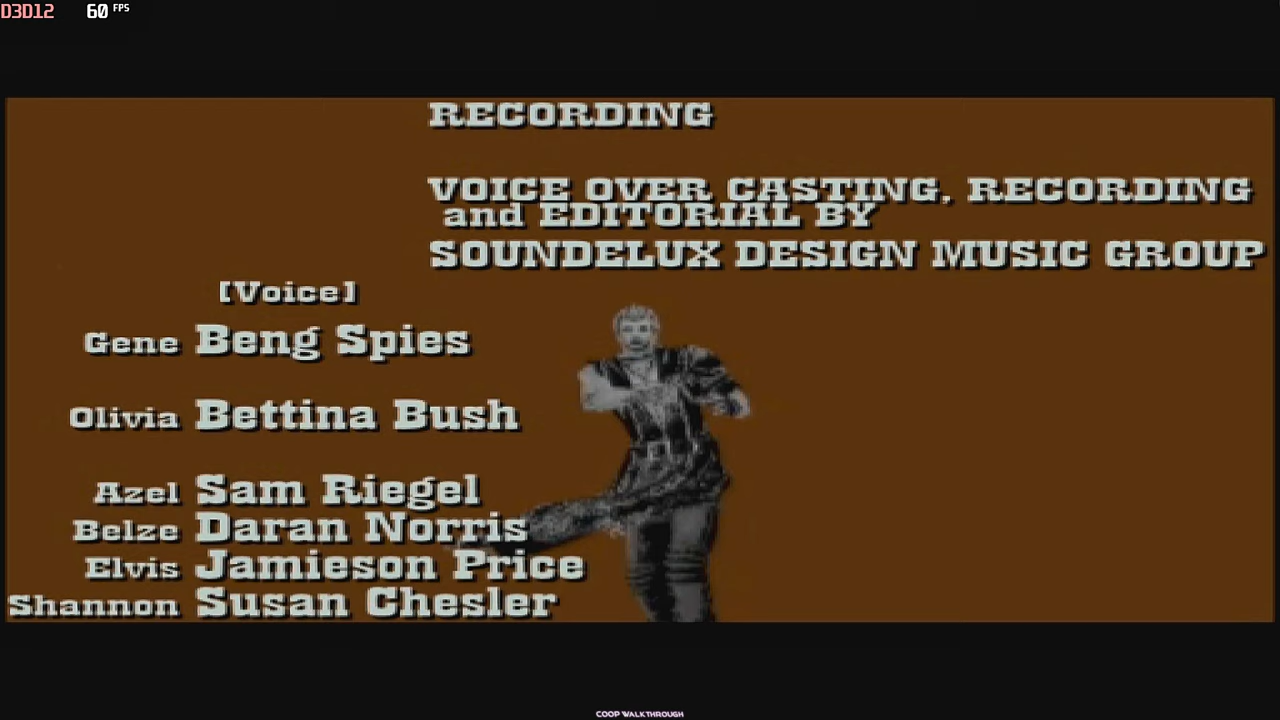 D3D12 60 FPS
RECORDING
VOICE OVER CASTING, RECORDING
and EDITORIAL BY
SOUNDELUX DESIGN MUSIC GROUP
[Voice]
Gene Beng Spies
Olivia Bettina Bush
Azel Sam Riegel
Belze Daran Norris
Elvis Jamieson Price
Shannon Susan Chesler
COOP WALKTHROUGH